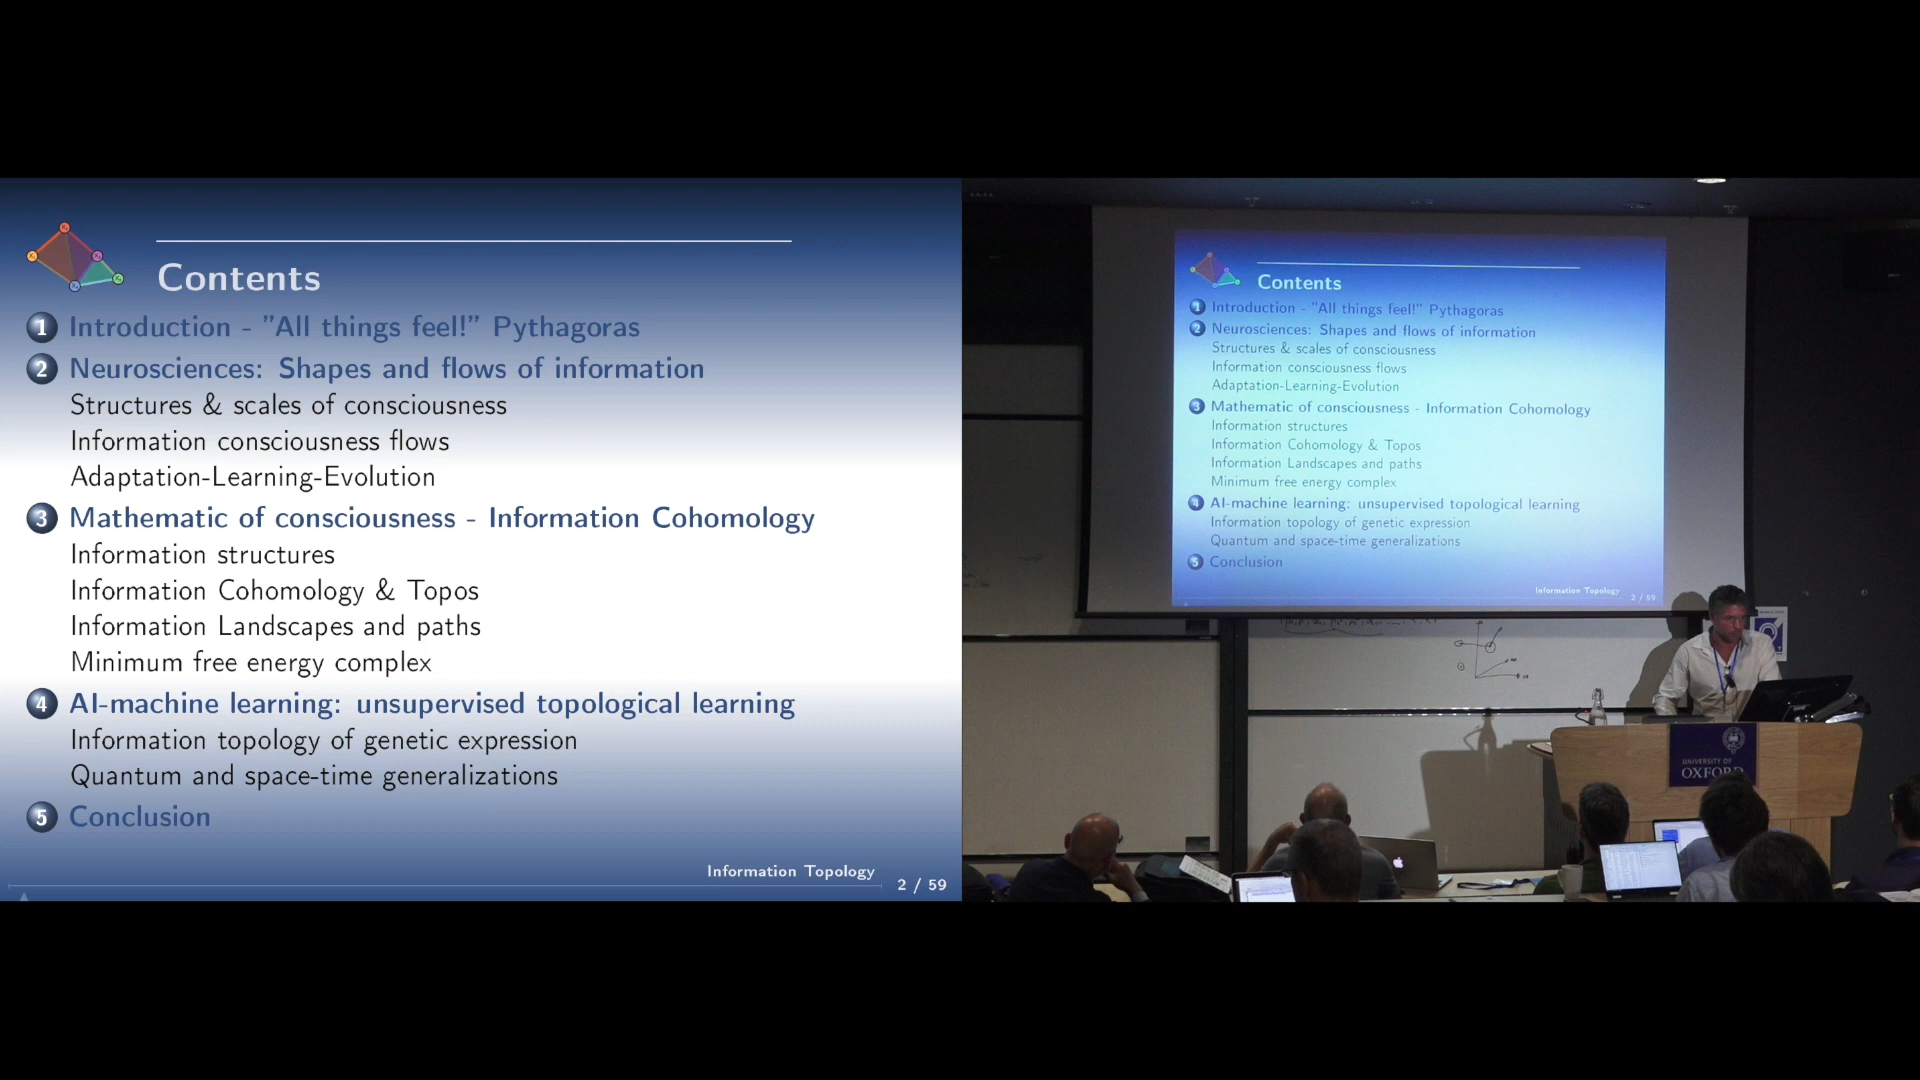 Contents
1 Introduction - "All things feel!" Pythagoras
2 Neurosciences: Shapes and flows of information
Structures & scales of consciousness
Information consciousness flows
Adaptation-Learning-Evolution
3 Mathematic of consciousness - Information Cohomology
Information structures
Information Cohomology & Topos
Information Landscapes and paths
Minimum free energy complex
4 AI-machine learning: unsupervised topological learning
Information topology of genetic expression
Quantum and space-time generalizations
5 Conclusion
Information Topology
2 / 59
Contents
1 Introduction - "All things feel!" Pythagoras
2 Neurosciences: Shapes and flows of information
Structures & scales of consciousness
Information consciousness flows
Adaptation-Learning-Evolution
3 Mathematic of consciousness - Information Cohomology
Information structures
Information Cohomology & Topos
Information Landscapes and paths
Minimum free energy complex
4 AI-machine learning: unsupervised topological learning
Information topology of genetic expression
Quantum and space-time generalizations
5 Conclusion
Information Topology
2 / 59
UNIVERSITY OF
OXFORD